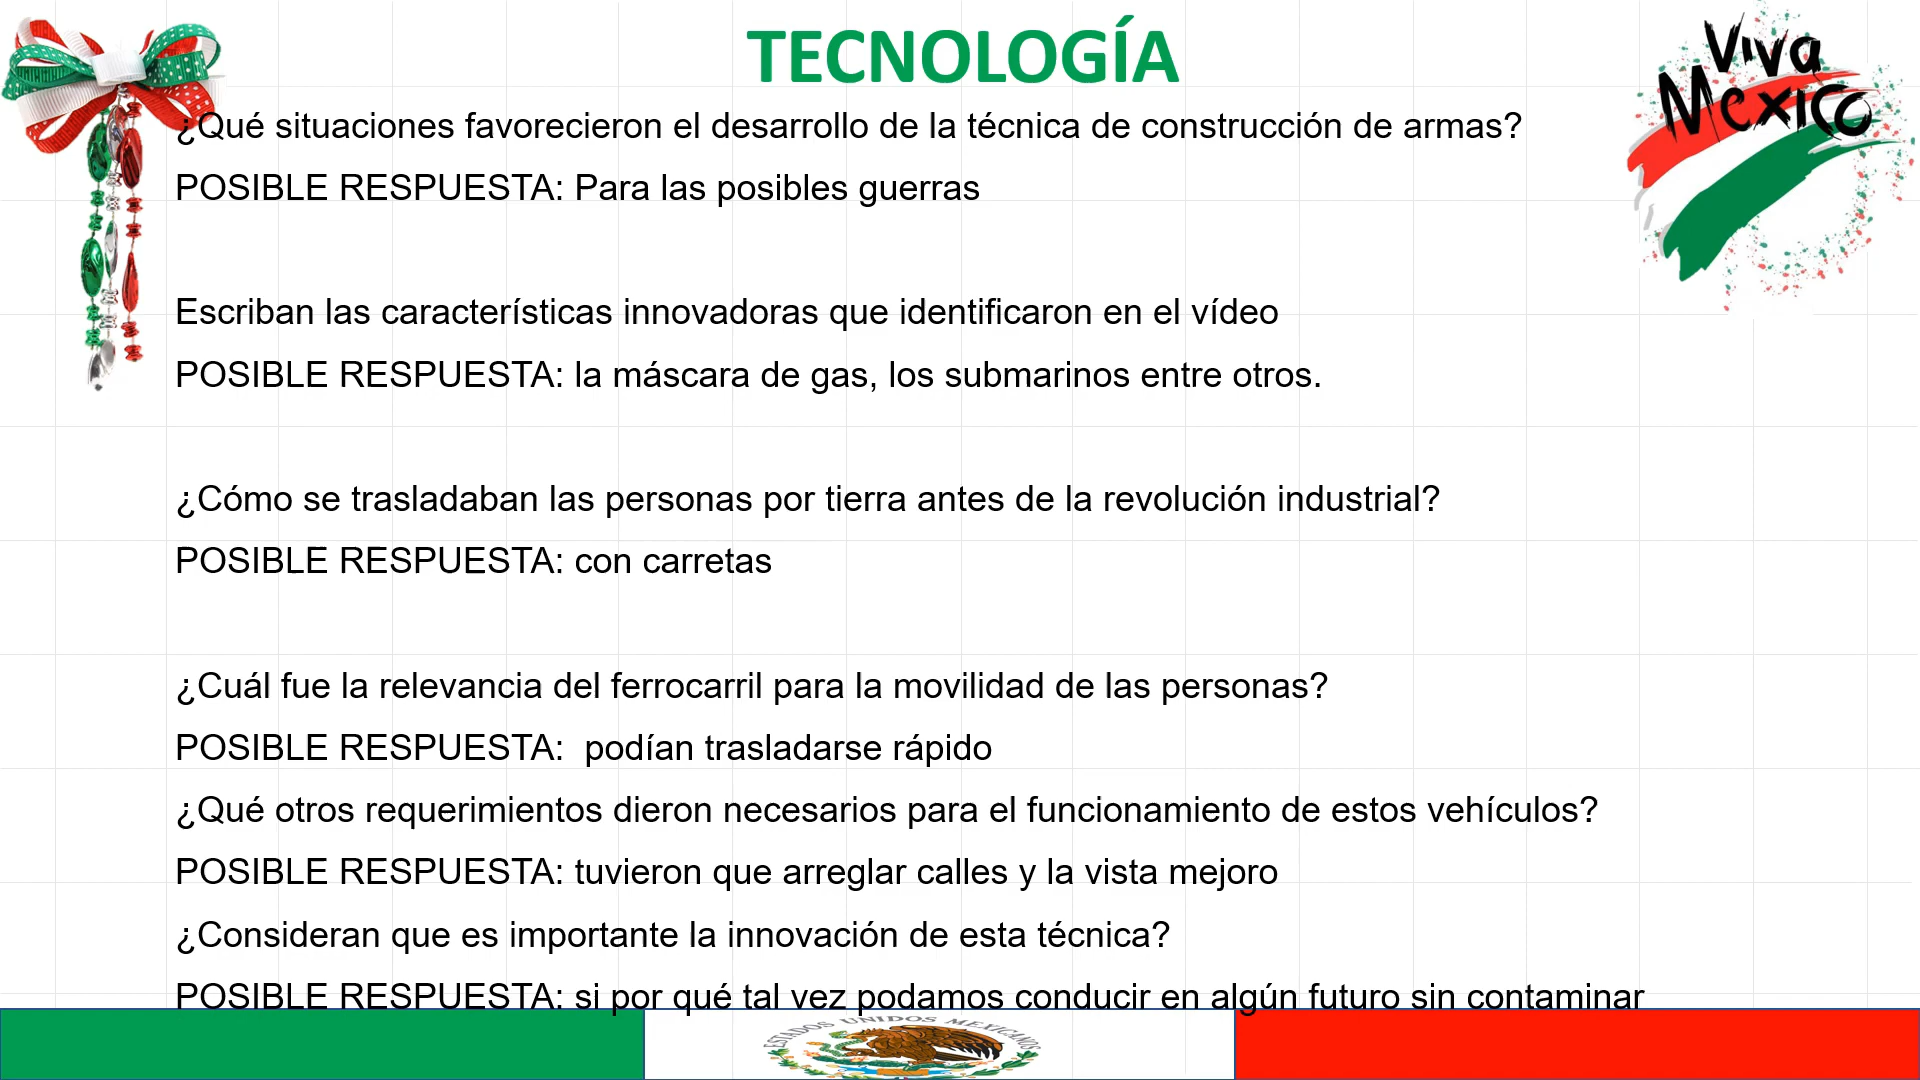 TECNOLOGÍA
Viva
Mexico
¿Qué situaciones favorecieron el desarrollo de la técnica de construcción de armas?
POSIBLE RESPUESTA: Para las posibles guerras
Escriban las características innovadoras que identificaron en el vídeo
POSIBLE RESPUESTA: la máscara de gas, los submarinos entre otros.
¿Cómo se trasladaban las personas por tierra antes de la revolución industrial?
POSIBLE RESPUESTA: con carretas
¿Cuál fue la relevancia del ferrocarril para la movilidad de las personas?
POSIBLE RESPUESTA:  podían trasladarse rápido
¿Qué otros requerimientos dieron necesarios para el funcionamiento de estos vehículos?
POSIBLE RESPUESTA: tuvieron que arreglar calles y la vista mejoro
¿Consideran que es importante la innovación de esta técnica?
POSIBLE RESPUESTA: si por qué tal vez podamos conducir en algún futuro sin contaminar
ESTADOS UNIDOS MEXICANOS